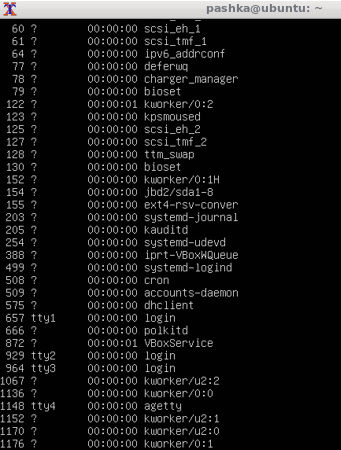 pashka@ubuntu: ~
60 ? 00:00:00 scsi_eh_1
61 ? 00:00:00 scsi_tmf_1
64 ? 00:00:00 ipv6_addrconf
77 ? 00:00:00 deferwq
78 ? 00:00:00 charger_manager
79 ? 00:00:00 bioset
122 ? 00:00:01 kworker/0:2
123 ? 00:00:00 kpsmoused
125 ? 00:00:00 scsi_eh_2
127 ? 00:00:00 scsi_tmf_2
128 ? 00:00:00 ttm_swap
130 ? 00:00:00 bioset
152 ? 00:00:00 kworker/0:1H
154 ? 00:00:00 jbd2/sda1-8
155 ? 00:00:00 ext4-rsv-conver
203 ? 00:00:00 systemd-journal
205 ? 00:00:00 kauditd
254 ? 00:00:00 systemd-udevd
388 ? 00:00:00 iprt-VBoxWQueue
499 ? 00:00:00 systemd-logind
508 ? 00:00:00 cron
509 ? 00:00:00 accounts-daemon
575 ? 00:00:00 dhclient
657 tty1 00:00:00 login
666 ? 00:00:00 polkitd
872 ? 00:00:01 VBoxService
929 tty2 00:00:00 login
964 tty3 00:00:00 login
1067 ? 00:00:00 kworker/u2:2
1136 ? 00:00:00 kworker/0:0
1148 tty4 00:00:00 agetty
1152 ? 00:00:00 kworker/u2:1
1170 ? 00:00:00 kworker/u2:0
1176 ? 00:00:00 kworker/0:1